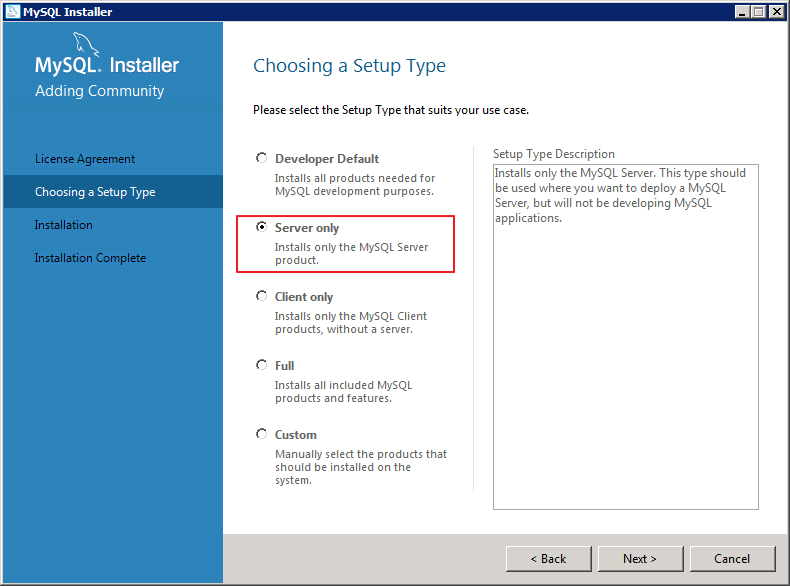 MySQL Installer
MySQL. Installer
Adding Community
License Agreement
Choosing a Setup Type
Installation
Installation Complete
Choosing a Setup Type
Please select the Setup Type that suits your use case.
Developer Default
Installs all products needed for
MySQL development purposes.
Server only
Installs only the MySQL Server
product.
Client only
Installs only the MySQL Client
products, without a server.
Full
Installs all included MySQL
products and features.
Custom
Manually select the products that
should be installed on the
system.
Setup Type Description
Installs only the MySQL Server. This type should
be used where you want to deploy a MySQL
Server, but will not be developing MySQL
applications.
< Back
Next >
Cancel